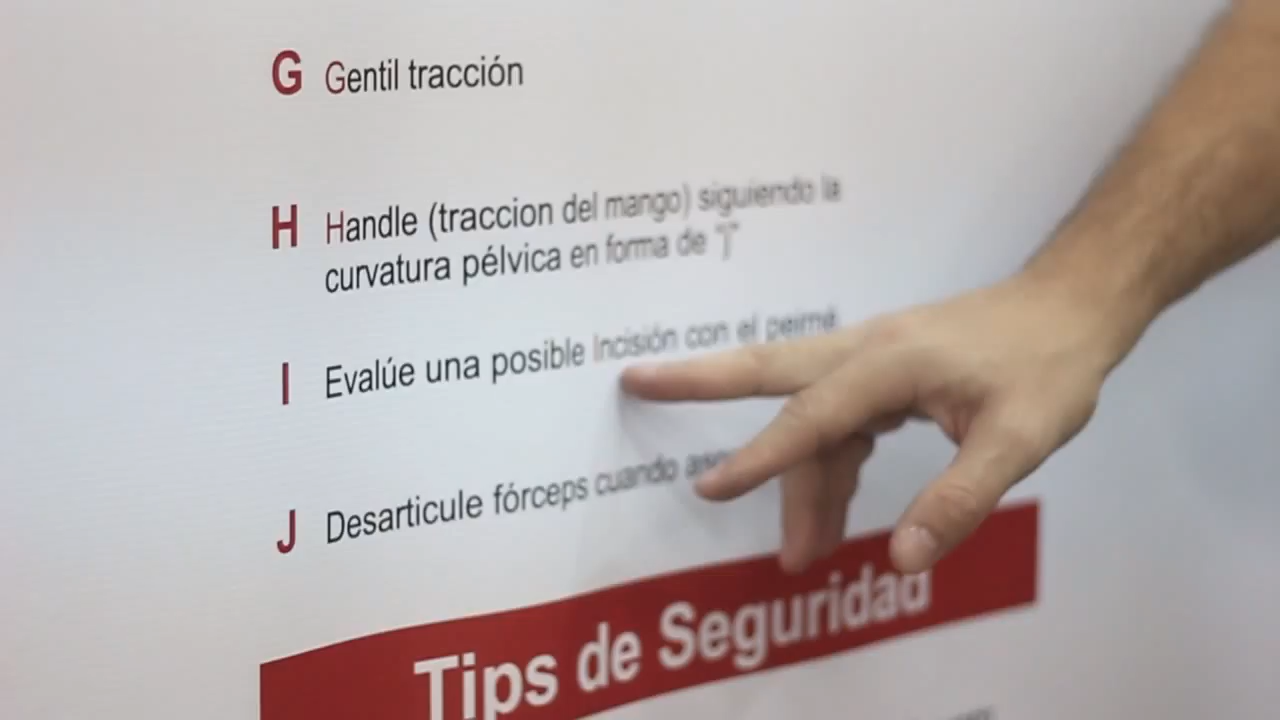 G Gentil tracción
H Handle (traccion del mango) siguiendo la
curvatura pélvica en forma de "j"
I Evalúe una posible Incisión con el peiné
J Desarticule fórceps cuando
Tips de Seguridad